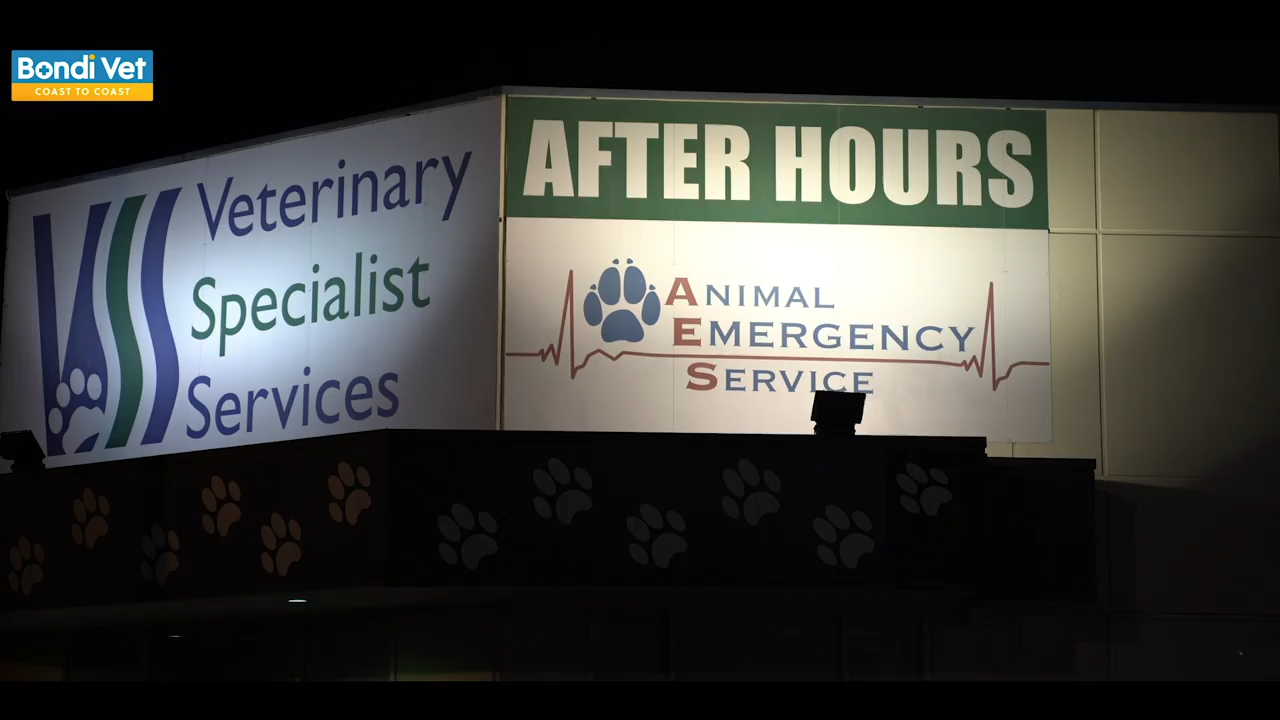 Bondi Vet
COAST TO COAST
Veterinary
Specialist
Services
AFTER HOURS
ANIMAL
EMERGENCY
SERVICE